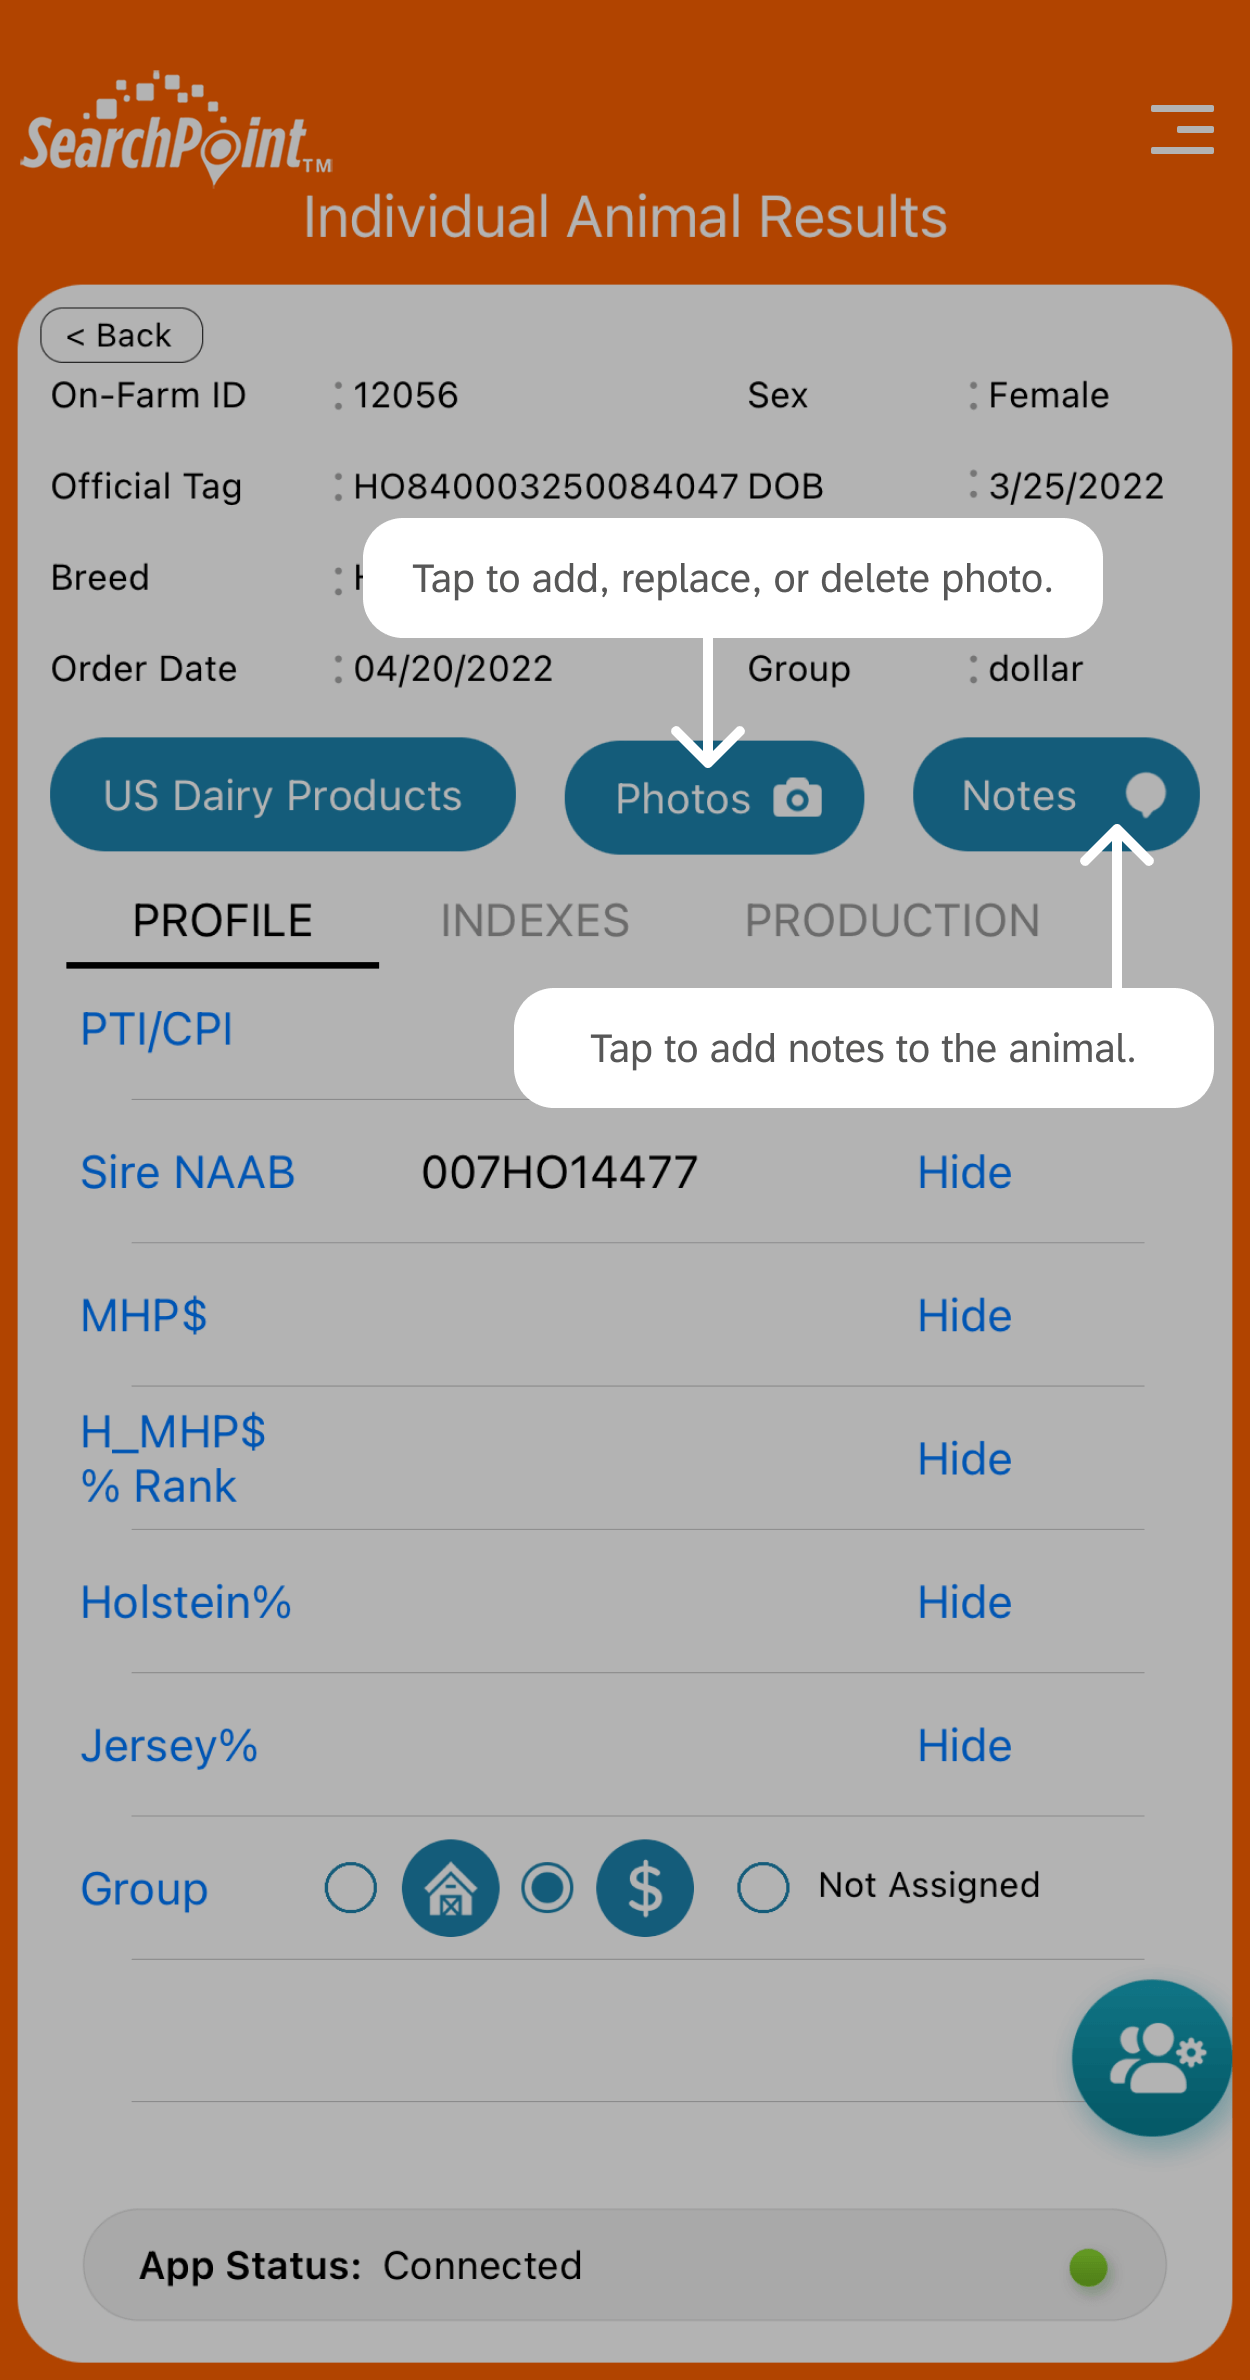 SearchPoint™
Individual Animal Results
< Back
On-Farm ID : 12056 Sex : Female
Official Tag : HO840003250084047 DOB : 3/25/2022
Breed :
Tap to add, replace, or delete photo.
Order Date : 04/20/2022 Group : dollar
US Dairy Products Photos Notes
PROFILE INDEXES PRODUCTION
PTI/CPI
Tap to add notes to the animal.
Sire NAAB 007HO14477 Hide
MHP$ Hide
H_MHP$
% Rank Hide
Holstein% Hide
Jersey% Hide
Group $ Not Assigned
App Status: Connected